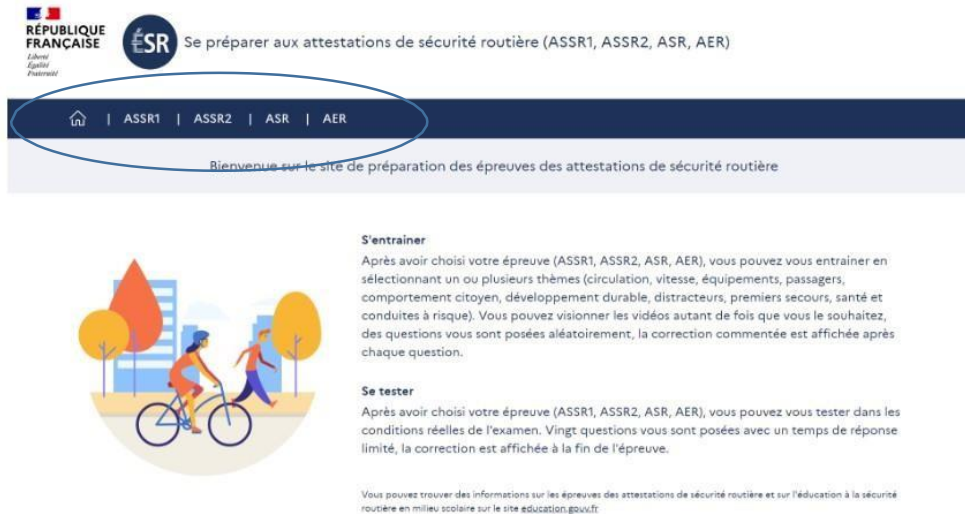 RÉPUBLIQUE
FRANÇAISE
Liberté
Égalité
Fraternité
ÉSR
Se préparer aux attestations de sécurité routière (ASSR1, ASSR2, ASR, AER)
| ASSR1 | ASSR2 | ASR | AER
Bienvenue sur le site de préparation des épreuves des attestations de sécurité routière
S'entrainer
Après avoir choisi votre épreuve (ASSR1, ASSR2, ASR, AER), vous pouvez vous entrainer en
sélectionnant un ou plusieurs thèmes (circulation, vitesse, équipements, passagers,
comportement citoyen, développement durable, distracteurs, premiers secours, santé et
conduites à risque). Vous pouvez visionner les vidéos autant de fois que vous le souhaitez,
des questions vous sont posées aléatoirement, la correction commentée est affichée après
chaque question.
Se tester
Après avoir choisi votre épreuve (ASSR1, ASSR2, ASR, AER), vous pouvez vous tester dans les
conditions réelles de l'examen. Vingt questions vous sont posées avec un temps de réponse
limité, la correction est affichée à la fin de l'épreuve.
Vous pouvez trouver des informations sur les épreuves des attestations de sécurité routière et sur l'éducation à la sécurité
routière en milieu scolaire sur le site education.gouv.fr